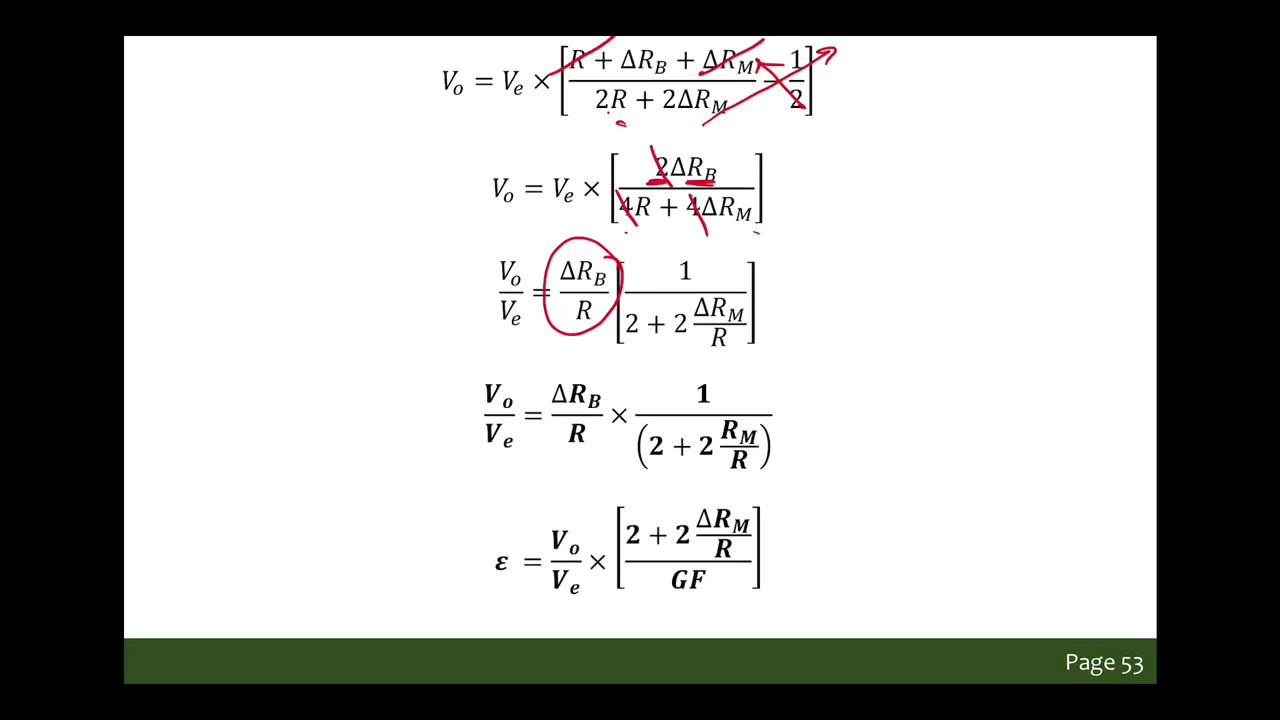 V_o = V_e × [(R + ΔR_B + ΔR_M)/(2R + 2ΔR_M) − 1/2]
V_o = V_e × [2ΔR_B/(4R + 4ΔR_M)]
V_o/V_e = ΔR_B/R [1/(2 + 2 ΔR_M/R)]
V_o/V_e = ΔR_B/R × 1/(2 + 2 R_M/R)
ε = V_o/V_e × [(2 + 2 ΔR_M/R)/GF]
Page 53